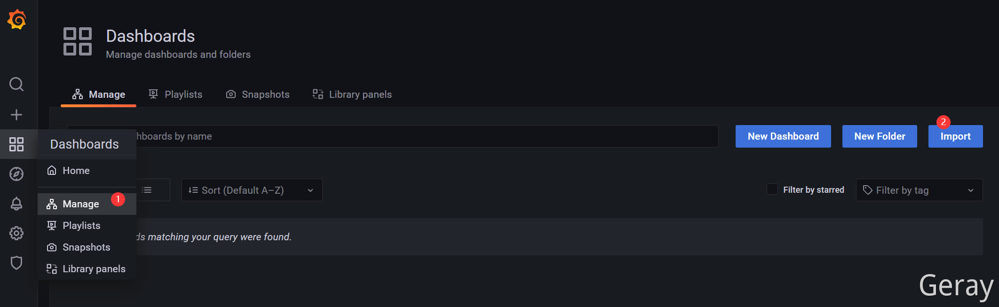 Dashboards
Manage dashboards and folders
Manage
Playlists
Snapshots
Library panels
hboards by name
New Dashboard
New Folder
2
Import
Dashboards
Home
Manage
1
Playlists
Snapshots
Library panels
Sort (Default A–Z)
Filter by starred
Filter by tag
ds matching your query were found.
Geray